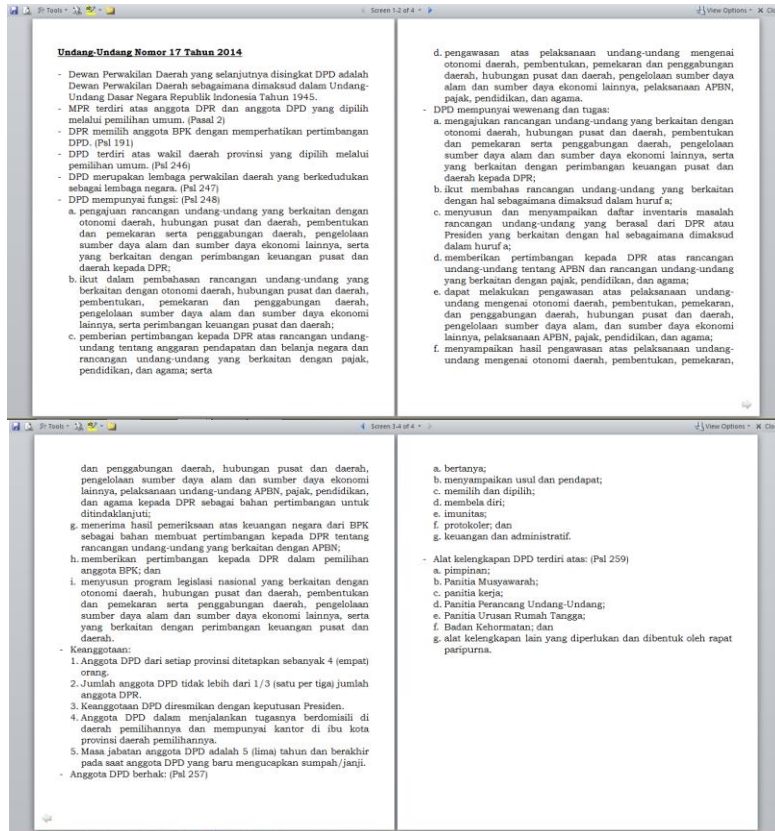 Tools
Screen 1-2 of 4
View Options
Undang-Undang Nomor 17 Tahun 2014
- Dewan Perwakilan Daerah yang selanjutnya disingkat DPD adalah
Dewan Perwakilan Daerah sebagaimana dimaksud dalam Undang-
Undang Dasar Negara Republik Indonesia Tahun 1945.
- MPR terdiri atas anggota DPR dan anggota DPD yang dipilih
melalui pemilihan umum. (Pasal 2)
- DPR memilih anggota BPK dengan memperhatikan pertimbangan
DPD. (Psl 191)
- DPD terdiri atas wakil daerah provinsi yang dipilih melalui
pemilihan umum. (Psl 246)
- DPD merupakan lembaga perwakilan daerah yang berkedudukan
sebagai lembaga negara. (Psl 247)
- DPD mempunyai fungsi: (Psl 248)
a. pengajuan rancangan undang-undang yang berkaitan dengan
otonomi daerah, hubungan pusat dan daerah, pembentukan
dan pemekaran serta penggabungan daerah, pengelolaan
sumber daya alam dan sumber daya ekonomi lainnya, serta
yang berkaitan dengan perimbangan keuangan pusat dan
daerah kepada DPR;
b. ikut dalam pembahasan rancangan undang-undang yang
berkaitan dengan otonomi daerah, hubungan pusat dan daerah,
pembentukan, pemekaran dan penggabungan daerah,
pengelolaan sumber daya alam dan sumber daya ekonomi
lainnya, serta perimbangan keuangan pusat dan daerah;
c. pemberian pertimbangan kepada DPR atas rancangan undang-
undang tentang anggaran pendapatan dan belanja negara dan
rancangan undang-undang yang berkaitan dengan pajak,
pendidikan, dan agama; serta
d. pengawasan atas pelaksanaan undang-undang mengenai
otonomi daerah, pembentukan, pemekaran dan penggabungan
daerah, hubungan pusat dan daerah, pengelolaan sumber daya
alam dan sumber daya ekonomi lainnya, pelaksanaan APBN,
pajak, pendidikan, dan agama.
- DPD mempunyai wewenang dan tugas:
a. mengajukan rancangan undang-undang yang berkaitan dengan
otonomi daerah, hubungan pusat dan daerah, pembentukan
dan pemekaran serta penggabungan daerah, pengelolaan
sumber daya alam dan sumber daya ekonomi lainnya, serta
yang berkaitan dengan perimbangan keuangan pusat dan
daerah kepada DPR;
b. ikut membahas rancangan undang-undang yang berkaitan
dengan hal sebagaimana dimaksud dalam huruf a;
c. menyusun dan menyampaikan daftar inventaris masalah
rancangan undang-undang yang berasal dari DPR atau
Presiden yang berkaitan dengan hal sebagaimana dimaksud
dalam huruf a;
d. memberikan pertimbangan kepada DPR atas rancangan
undang-undang tentang APBN dan rancangan undang-undang
yang berkaitan dengan pajak, pendidikan, dan agama;
e. dapat melakukan pengawasan atas pelaksanaan undang-
undang mengenai otonomi daerah, pembentukan, pemekaran,
dan penggabungan daerah, hubungan pusat dan daerah,
pengelolaan sumber daya alam, dan sumber daya ekonomi
lainnya, pelaksanaan APBN, pajak, pendidikan, dan agama;
f. menyampaikan hasil pengawasan atas pelaksanaan undang-
undang mengenai otonomi daerah, pembentukan, pemekaran,
Tools
Screen 3-4 of 4
View Options
dan penggabungan daerah, hubungan pusat dan daerah,
pengelolaan sumber daya alam dan sumber daya ekonomi
lainnya, pelaksanaan undang-undang APBN, pajak, pendidikan,
dan agama kepada DPR sebagai bahan pertimbangan untuk
ditindaklanjuti;
g. menerima hasil pemeriksaan atas keuangan negara dari BPK
sebagai bahan membuat pertimbangan kepada DPR tentang
rancangan undang-undang yang berkaitan dengan APBN;
h. memberikan pertimbangan kepada DPR dalam pemilihan
anggota BPK; dan
i. menyusun program legislasi nasional yang berkaitan dengan
otonomi daerah, hubungan pusat dan daerah, pembentukan
dan pemekaran serta penggabungan daerah, pengelolaan
sumber daya alam dan sumber daya ekonomi lainnya, serta
yang berkaitan dengan perimbangan keuangan pusat dan
daerah.
- Keanggotaan:
1. Anggota DPD dari setiap provinsi ditetapkan sebanyak 4 (empat)
orang.
2. Jumlah anggota DPD tidak lebih dari 1/3 (satu per tiga) jumlah
anggota DPR.
3. Keanggotaan DPD diresmikan dengan keputusan Presiden.
4. Anggota DPD dalam menjalankan tugasnya berdomisili di
daerah pemilihannya dan mempunyai kantor di ibu kota
provinsi daerah pemilihannya.
5. Masa jabatan anggota DPD adalah 5 (lima) tahun dan berakhir
pada saat anggota DPD yang baru mengucapkan sumpah/janji.
- Anggota DPD berhak: (Psl 257)
a. bertanya;
b. menyampaikan usul dan pendapat;
c. memilih dan dipilih;
d. membela diri;
e. imunitas;
f. protokoler; dan
g. keuangan dan administratif.
- Alat kelengkapan DPD terdiri atas: (Psl 259)
a. pimpinan;
b. Panitia Musyawarah;
c. panitia kerja;
d. Panitia Perancang Undang-Undang;
e. Panitia Urusan Rumah Tangga;
f. Badan Kehormatan; dan
g. alat kelengkapan lain yang diperlukan dan dibentuk oleh rapat
paripurna.